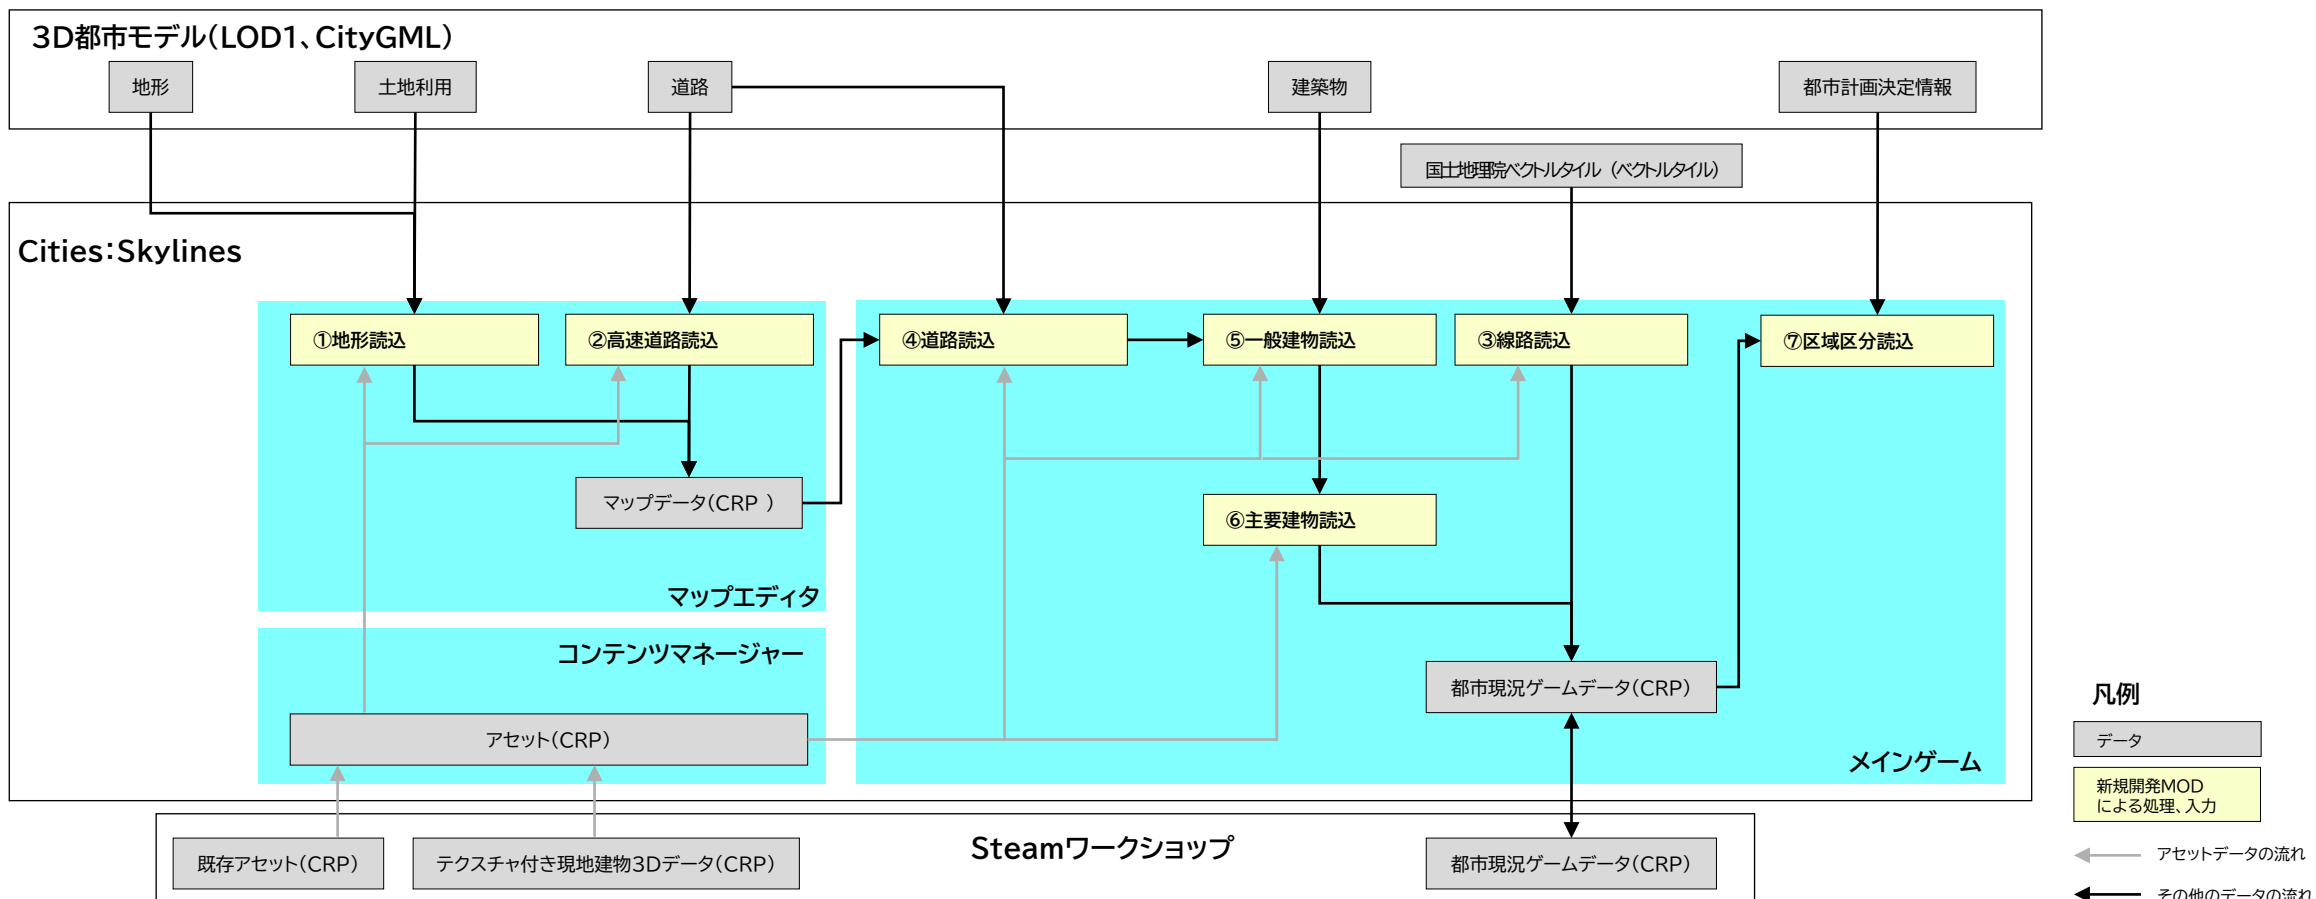 3D都市モデル(LOD1、CityGML)
地形
土地利用
道路
建築物
都市計画決定情報
国土地理院ベクトルタイル (ベクトルタイル)
Cities:Skylines
①地形読込
②高速道路読込
④道路読込
⑤一般建物読込
③線路読込
⑦区域区分読込
マップデータ(CRP )
⑥主要建物読込
マップエディタ
コンテンツマネージャー
都市現況ゲームデータ(CRP)
アセット(CRP)
メインゲーム
Steamワークショップ
既存アセット(CRP)
テクスチャ付き現地建物3Dデータ(CRP)
都市現況ゲームデータ(CRP)
凡例
データ
新規開発MOD
による処理、入力
アセットデータの流れ
その他のデータの流れ